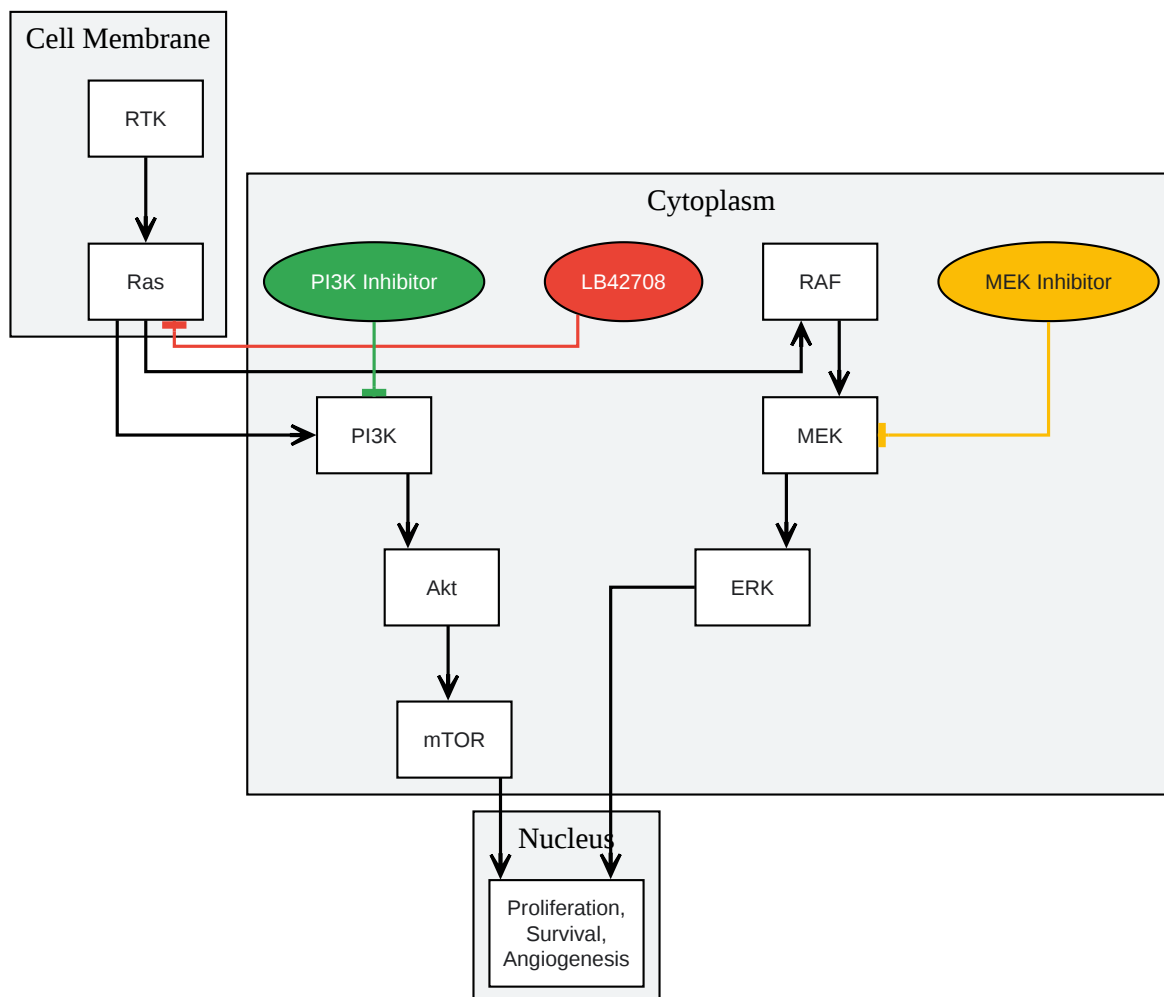 Cell Membrane
RTK
Cytoplasm
Ras
PI3K Inhibitor
LB42708
RAF
MEK Inhibitor
PI3K
MEK
Akt
ERK
mTOR
Nucleus
Proliferation,
Survival,
Angiogenesis